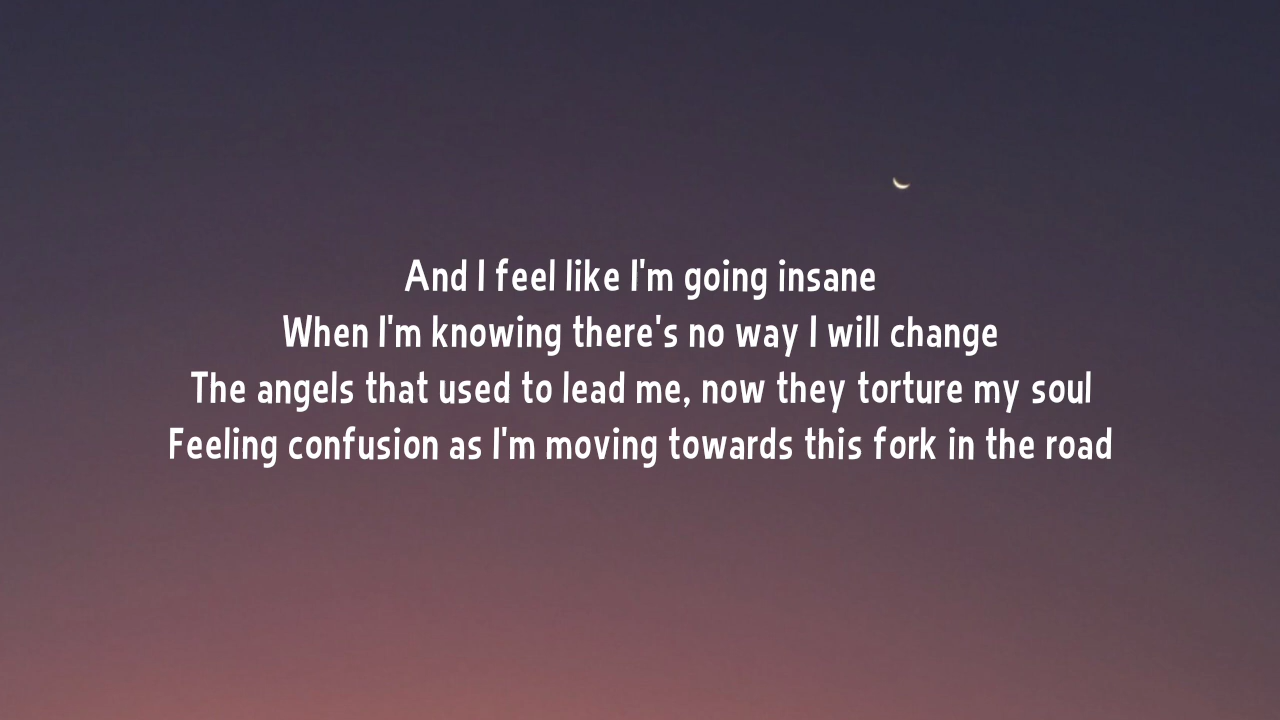 And I feel like I'm going insane
When I'm knowing there's no way I will change
The angels that used to lead me, now they torture my soul
Feeling confusion as I'm moving towards this fork in the road